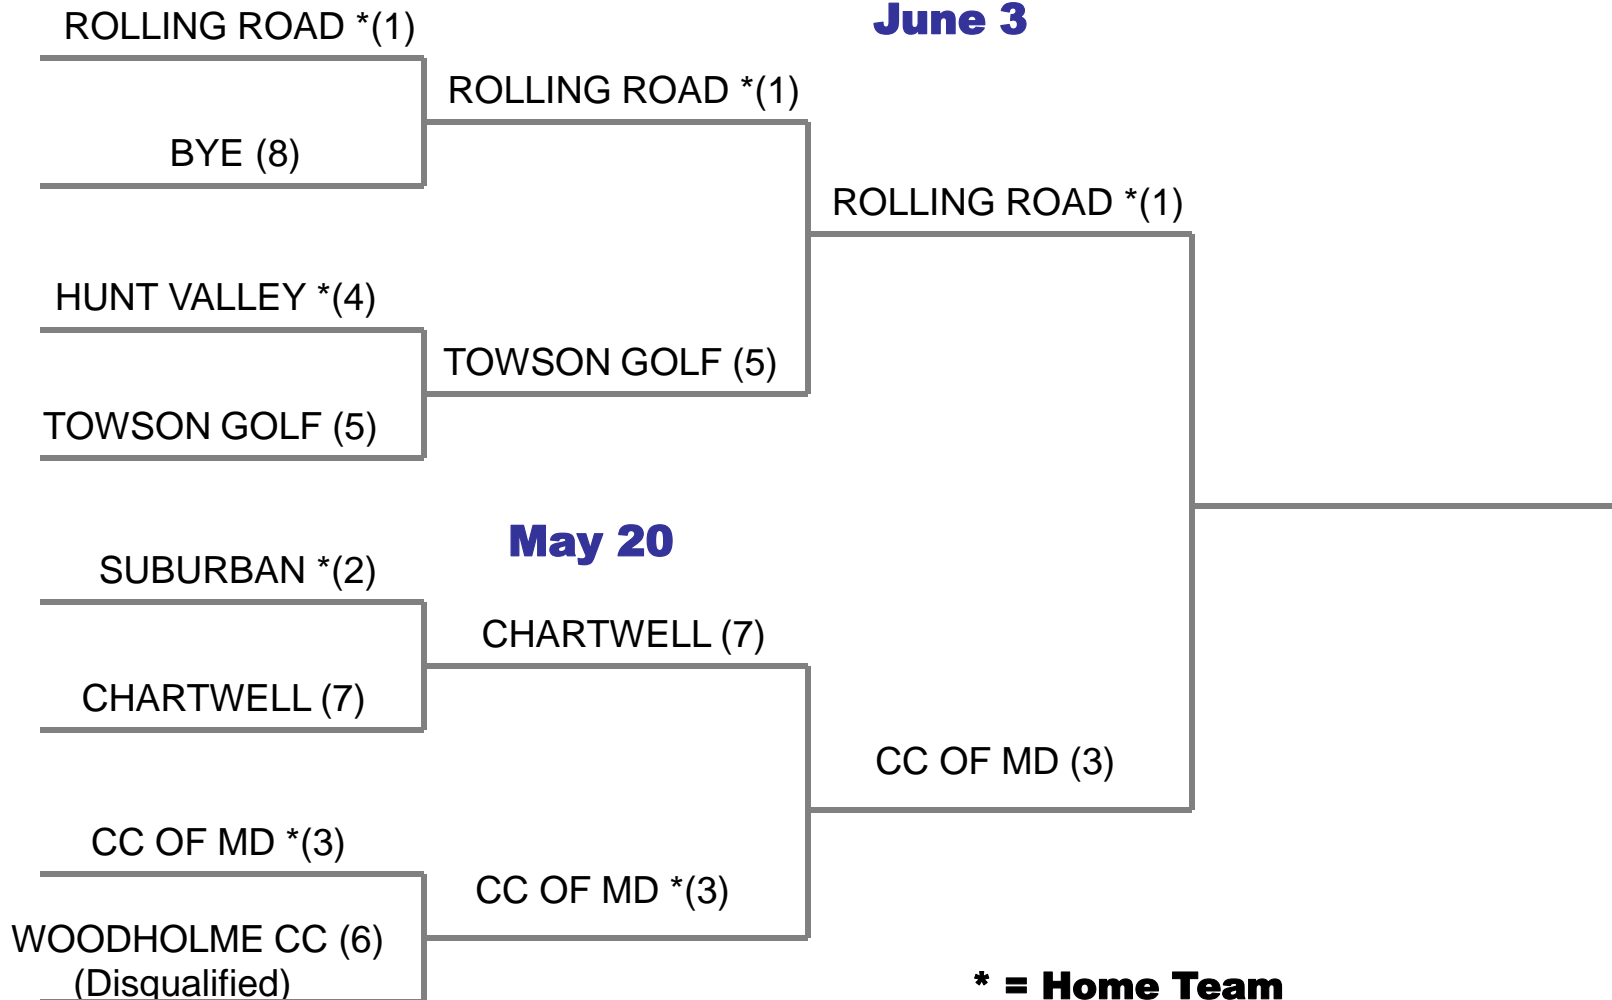 June 3
ROLLING ROAD *(1)
ROLLING ROAD *(1)
BYE (8)
ROLLING ROAD *(1)
HUNT VALLEY *(4)
TOWSON GOLF (5)
TOWSON GOLF (5)
May 20
SUBURBAN *(2)
CHARTWELL (7)
CHARTWELL (7)
CC OF MD (3)
CC OF MD *(3)
CC OF MD *(3)
WOODHOLME CC (6)
(Disqualified)
* = Home Team